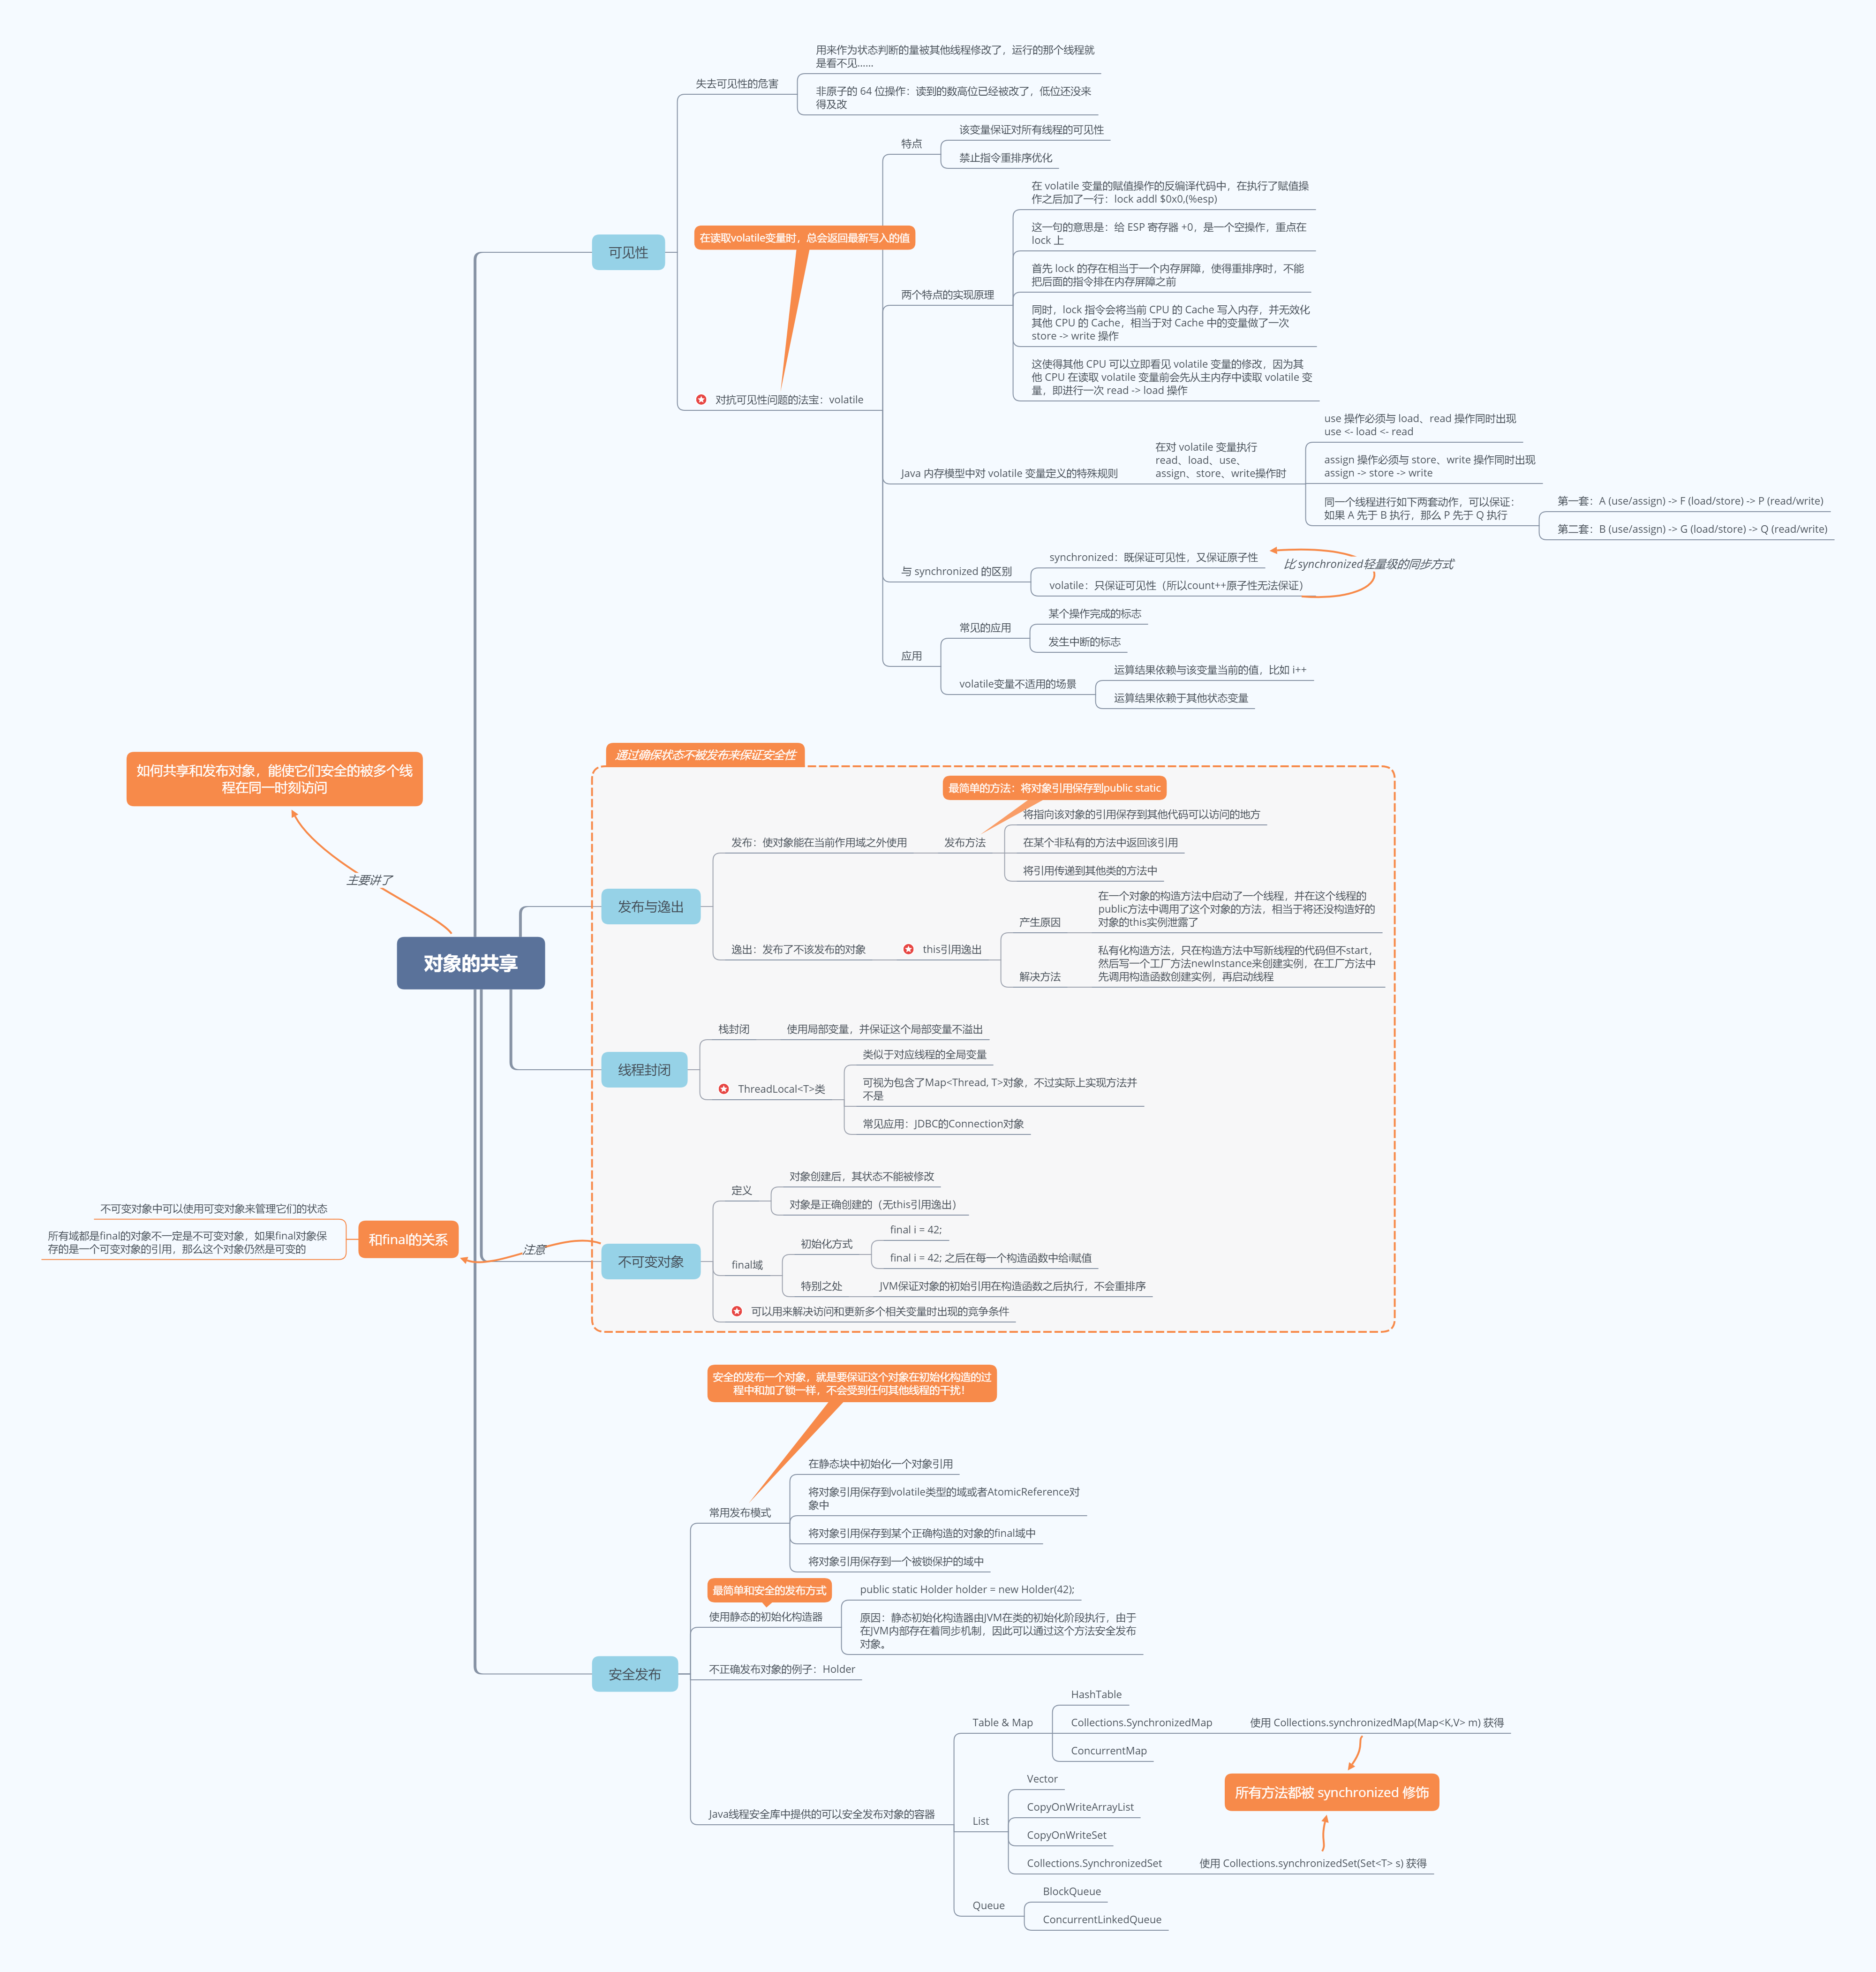 用来作为状态判断的量被其他线程修改了，运行的那个线程就
是看不见……
失去可见性的危害
非原子的 64 位操作：读到的数高位已经被改了，低位还没来
得及改
该变量保证对所有线程的可见性
特点
禁止指令重排序优化
在 volatile 变量的赋值操作的反编译代码中，在执行了赋值操
作之后加了一行：lock addl $0x0,(%esp)
这一句的意思是：给 ESP 寄存器 +0，是一个空操作，重点在
lock 上
在读取volatile变量时，总会返回最新写入的值
可见性
首先 lock 的存在相当于一个内存屏障，使得重排序时，不能
把后面的指令排在内存屏障之前
两个特点的实现原理
同时，lock 指令会将当前 CPU 的 Cache 写入内存，并无效化
其他 CPU 的 Cache，相当于对 Cache 中的变量做了一次
store -> write 操作
这使得其他 CPU 可以立即看见 volatile 变量的修改，因为其
他 CPU 在读取 volatile 变量前会先从主内存中读取 volatile 变
量，即进行一次 read -> load 操作
对抗可见性问题的法宝：volatile
use 操作必须与 load、read 操作同时出现
use <- load <- read
在对 volatile 变量执行
read、load、use、
assign、store、write操作时
assign 操作必须与 store、write 操作同时出现
assign -> store -> write
Java 内存模型中对 volatile 变量定义的特殊规则
同一个线程进行如下两套动作，可以保证：
如果 A 先于 B 执行，那么 P 先于 Q 执行
第一套：A (use/assign) -> F (load/store) -> P (read/write)
第二套：B (use/assign) -> G (load/store) -> Q (read/write)
synchronized：既保证可见性，又保证原子性
比 synchronized轻量级的同步方式
与 synchronized 的区别
volatile：只保证可见性（所以count++原子性无法保证）
某个操作完成的标志
常见的应用
发生中断的标志
应用
运算结果依赖与该变量当前的值，比如 i++
volatile变量不适用的场景
运算结果依赖于其他状态变量
通过确保状态不被发布来保证安全性
如何共享和发布对象，能使它们安全的被多个线
程在同一时刻访问
最简单的方法：将对象引用保存到public static
将指向该对象的引用保存到其他代码可以访问的地方
发布：使对象能在当前作用域之外使用
发布方法
在某个非私有的方法中返回该引用
将引用传递到其他类的方法中
主要讲了
发布与逸出
在一个对象的构造方法中启动了一个线程，并在这个线程的
public方法中调用了这个对象的方法，相当于将还没构造好的
对象的this实例泄露了
产生原因
逸出：发布了不该发布的对象
this引用逸出
私有化构造方法，只在构造方法中写新线程的代码但不start，
然后写一个工厂方法newInstance来创建实例，在工厂方法中
先调用构造函数创建实例，再启动线程
解决方法
对象的共享
栈封闭
使用局部变量，并保证这个局部变量不溢出
线程封闭
类似于对应线程的全局变量
ThreadLocal<T>类
可视为包含了Map<Thread, T>对象，不过实际上实现方法并
不是
常见应用：JDBC的Connection对象
对象创建后，其状态不能被修改
定义
对象是正确创建的（无this引用逸出）
不可变对象中可以使用可变对象来管理它们的状态
和final的关系
所有域都是final的对象不一定是不可变对象，如果final对象保
存的是一个可变对象的引用，那么这个对象仍然是可变的
注意
不可变对象
final i = 42;
初始化方式
final i = 42; 之后在每一个构造函数中给i赋值
final域
特别之处
JVM保证对象的初始引用在构造函数之后执行，不会重排序
可以用来解决访问和更新多个相关变量时出现的竞争条件
安全的发布一个对象，就是要保证这个对象在初始化构造的过
程中和加了锁一样，不会受到任何其他线程的干扰！
在静态块中初始化一个对象引用
将对象引用保存到volatile类型的域或者AtomicReference对
象中
常用发布模式
将对象引用保存到某个正确构造的对象的final域中
将对象引用保存到一个被锁保护的域中
最简单和安全的发布方式
public static Holder holder = new Holder(42);
使用静态的初始化构造器
原因：静态初始化构造器由JVM在类的初始化阶段执行，由于
在JVM内部存在着同步机制，因此可以通过这个方法安全发布
对象。
安全发布
不正确发布对象的例子：Holder
HashTable
Table & Map
Collections.SynchronizedMap
使用 Collections.synchronizedMap(Map<K,V> m) 获得
ConcurrentMap
Vector
所有方法都被 synchronized 修饰
Java线程安全库中提供的可以安全发布对象的容器
CopyOnWriteArrayList
List
CopyOnWriteSet
Collections.SynchronizedSet
使用 Collections.synchronizedSet(Set<T> s) 获得
BlockQueue
Queue
ConcurrentLinkedQueue